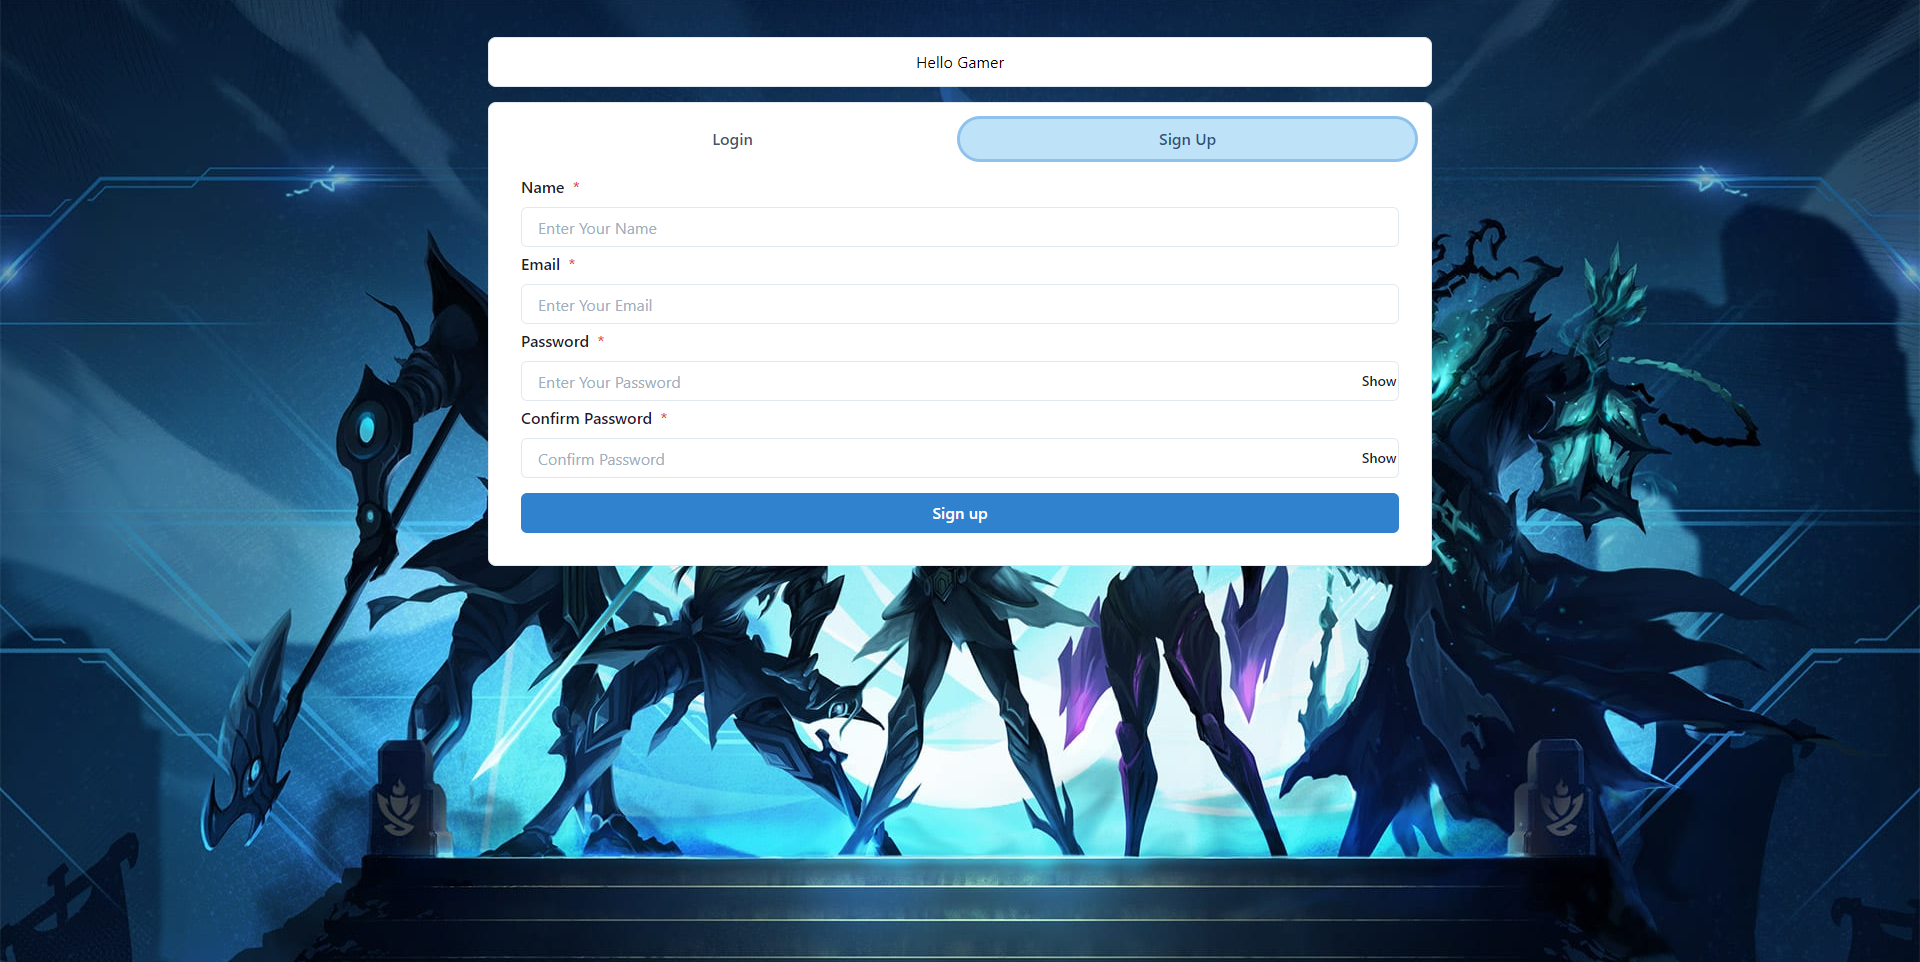 Hello Gamer
Login
Sign Up
Name *
Enter Your Name
Email *
Enter Your Email
Password *
Enter Your Password
Show
Confirm Password *
Confirm Password
Show
Sign up